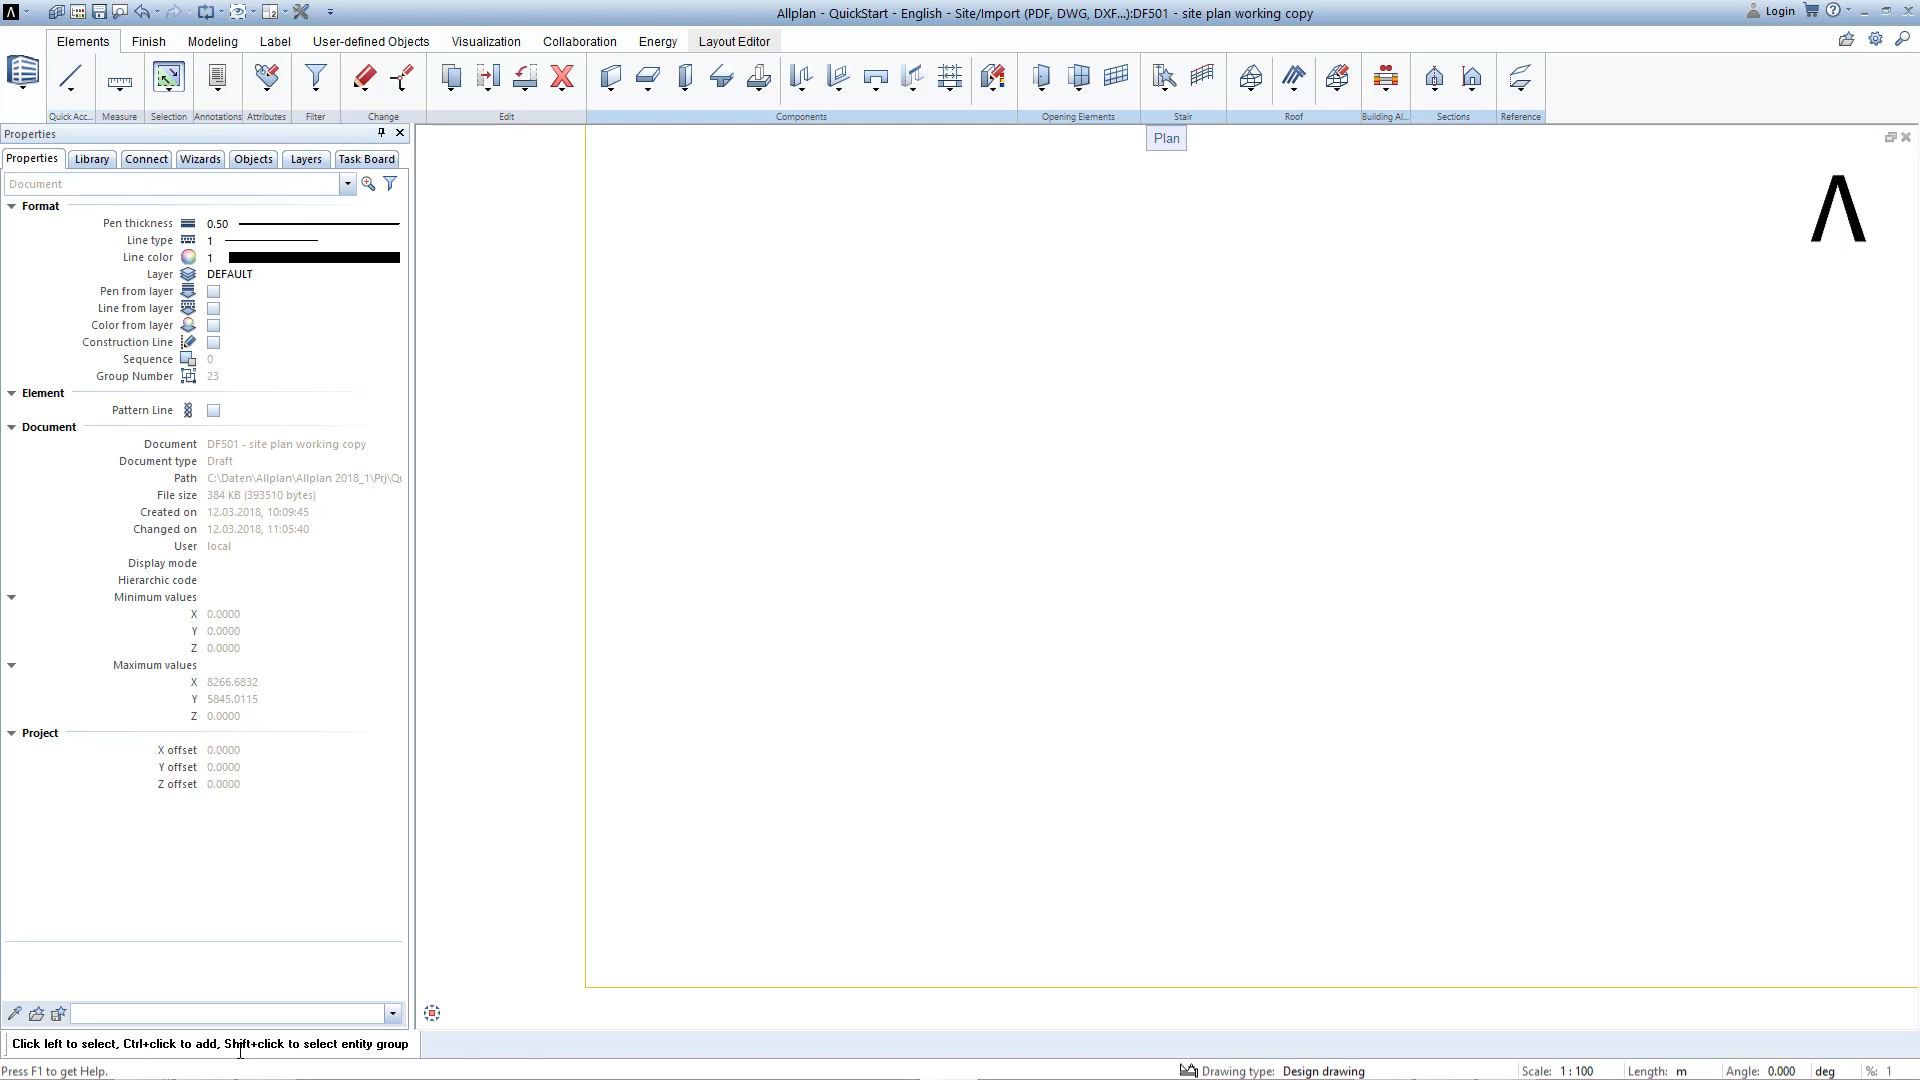 Allplan - QuickStart - English - Site/Import (PDF, DWG, DXF...):DF501 - site plan working copy
Login
Elements Finish Modeling Label User-defined Objects Visualization Collaboration Energy Layout Editor
Quick Acc... Measure Selection Annotations Attributes Filter Change Edit Components Opening Elements Stair Roof Building Al... Sections Reference
Properties
Plan
Properties Library Connect Wizards Objects Layers Task Board
Document
Format
Pen thickness 0.50
Line type 1
Line color 1
Layer DEFAULT
Pen from layer
Line from layer
Color from layer
Construction Line
Sequence 0
Group Number 23
Element
Pattern Line
Document
Document DF501 - site plan working copy
Document type Draft
Path C:\Daten\Allplan\Allplan 2018_1\Prj\Qu
File size 384 KB (393510 bytes)
Created on 12.03.2018, 10:09:45
Changed on 12.03.2018, 11:05:40
User local
Display mode
Hierarchic code
Minimum values
X 0.0000
Y 0.0000
Z 0.0000
Maximum values
X 8266.6832
Y 5845.0115
Z 0.0000
Project
X offset 0.0000
Y offset 0.0000
Z offset 0.0000
Click left to select, Ctrl+click to add, Shift+click to select entity group
Press F1 to get Help. Drawing type: Design drawing Scale: 1 : 100 Length: m Angle: 0.000 deg %: 1